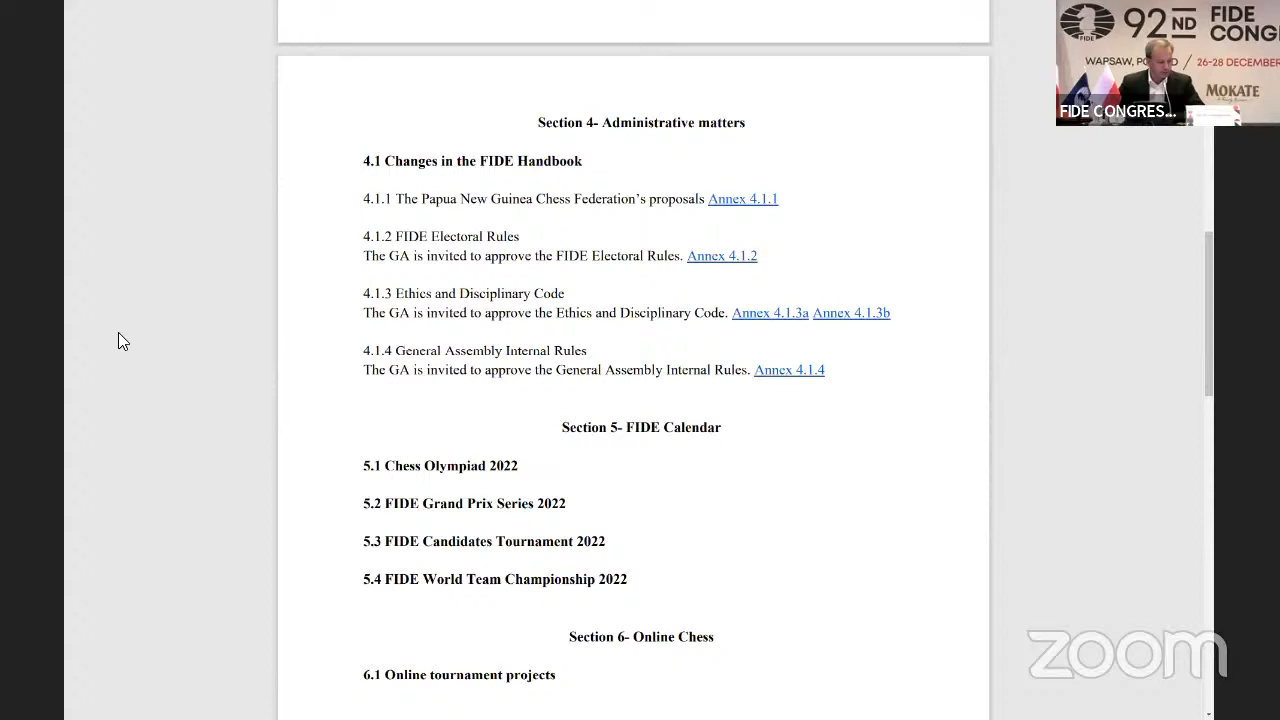 Section 4- Administrative matters
4.1 Changes in the FIDE Handbook
4.1.1 The Papua New Guinea Chess Federation's proposals Annex 4.1.1
4.1.2 FIDE Electoral Rules
The GA is invited to approve the FIDE Electoral Rules. Annex 4.1.2
4.1.3 Ethics and Disciplinary Code
The GA is invited to approve the Ethics and Disciplinary Code. Annex 4.1.3a Annex 4.1.3b
4.1.4 General Assembly Internal Rules
The GA is invited to approve the General Assembly Internal Rules. Annex 4.1.4
Section 5- FIDE Calendar
5.1 Chess Olympiad 2022
5.2 FIDE Grand Prix Series 2022
5.3 FIDE Candidates Tournament 2022
5.4 FIDE World Team Championship 2022
Section 6- Online Chess
6.1 Online tournament projects
FIDE
92ND FIDE
CONG
/ 26-28 DECEMBER
MOKATE
FIDE CONGRES...
zoom